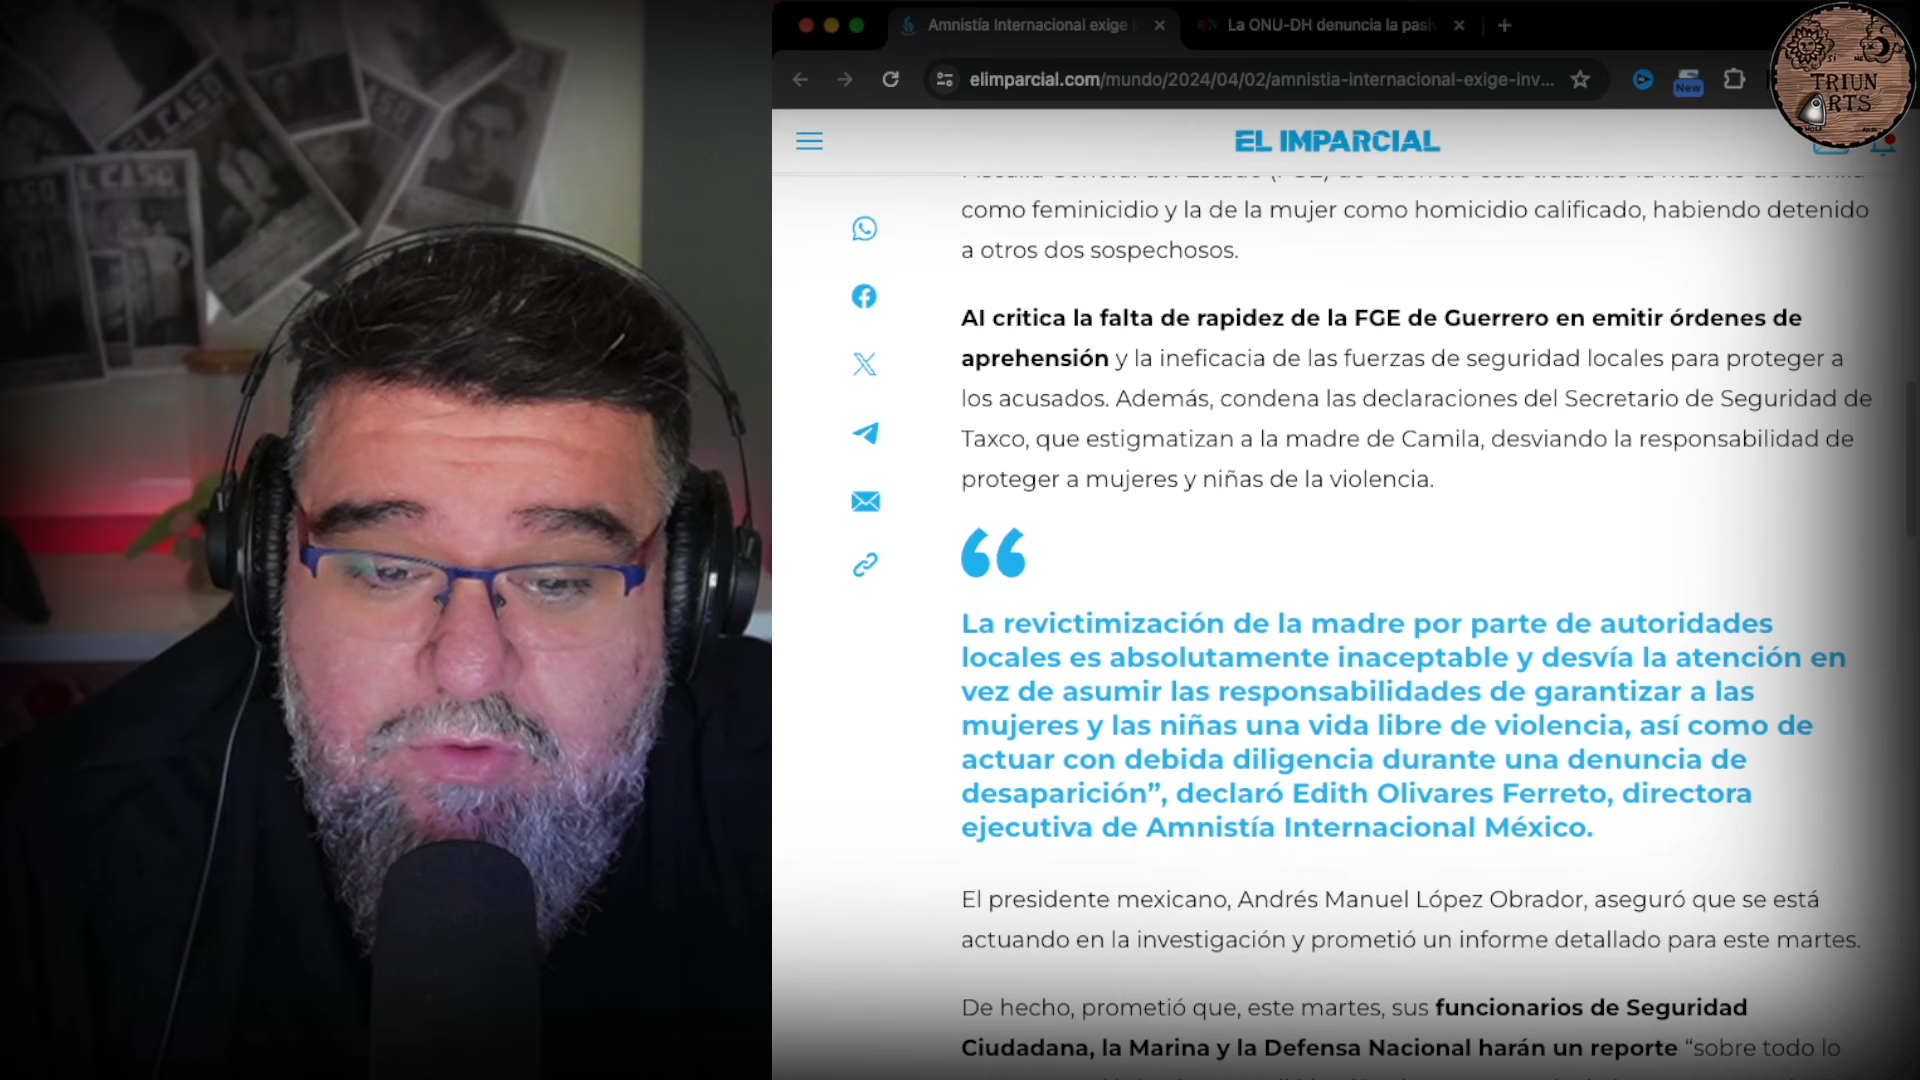 Amnistía Internacional exige
La ONU-DH denuncia la pasi
elimparcial.com/mundo/2024/04/02/amnistia-internacional-exige-inv...
New
TRIUN
ARTS
EL IMPARCIAL
como feminicidio y la de la mujer como homicidio calificado, habiendo detenido
a otros dos sospechosos.
AI critica la falta de rapidez de la FGE de Guerrero en emitir órdenes de
aprehensión y la ineficacia de las fuerzas de seguridad locales para proteger a
los acusados. Además, condena las declaraciones del Secretario de Seguridad de
Taxco, que estigmatizan a la madre de Camila, desviando la responsabilidad de
proteger a mujeres y niñas de la violencia.
“
La revictimización de la madre por parte de autoridades
locales es absolutamente inaceptable y desvía la atención en
vez de asumir las responsabilidades de garantizar a las
mujeres y las niñas una vida libre de violencia, así como de
actuar con debida diligencia durante una denuncia de
desaparición”, declaró Edith Olivares Ferreto, directora
ejecutiva de Amnistía Internacional México.
El presidente mexicano, Andrés Manuel López Obrador, aseguró que se está
actuando en la investigación y prometió un informe detallado para este martes.
De hecho, prometió que, este martes, sus funcionarios de Seguridad
Ciudadana, la Marina y la Defensa Nacional harán un reporte “sobre todo lo
EL CASO
EL CASO